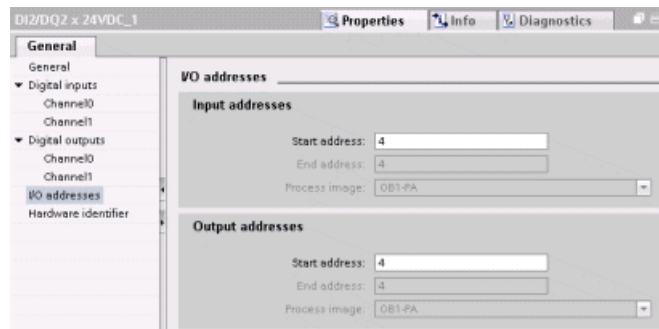 DI2/DQ2 x 24VDC_1
Properties
Info
Diagnostics
General
General
Digital inputs
Channel0
Channel1
Digital outputs
Channel0
Channel1
I/O addresses
Hardware identifier
I/O addresses
Input addresses
Start address: 4
End address: 4
Process image: OB1-PA
Output addresses
Start address: 4
End address: 4
Process image: OB1-PA